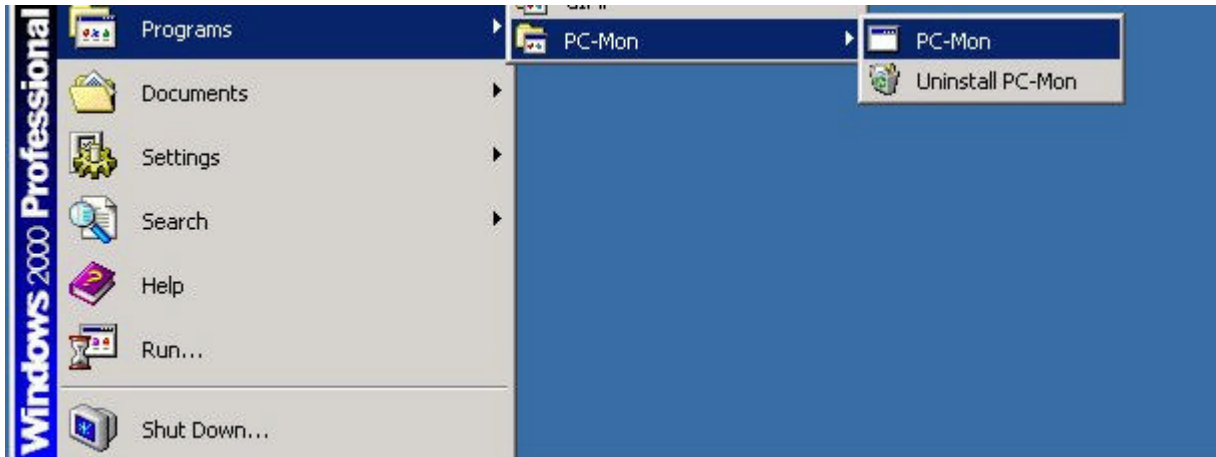 Windows 2000 Professional
Programs
Documents
Settings
Search
Help
Run...
Shut Down...
PC-Mon
PC-Mon
Uninstall PC-Mon